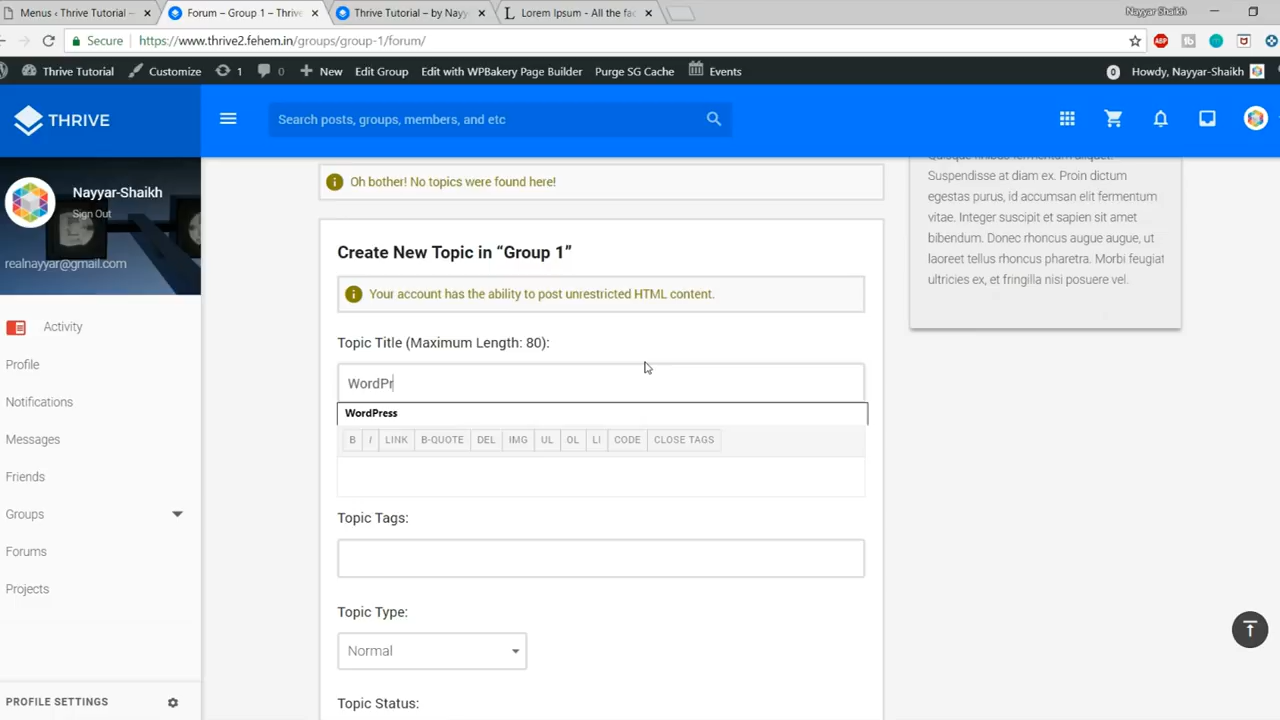 Menus ‹ Thrive Tutorial —
Forum – Group 1 – Thrive
Thrive Tutorial – by Nayy
Lorem Ipsum - All the fac
Nayyar Shaikh
Secure
https://www.thrive2.fehem.in/groups/group-1/forum/
ABP
Thrive Tutorial
Customize
1
0
New
Edit Group
Edit with WPBakery Page Builder
Purge SG Cache
Events
0
Howdy, Nayyar-Shaikh
THRIVE
Search posts, groups, members, and etc
Nayyar-Shaikh
Sign Out
realnayyar@gmail.com
Activity
Profile
Notifications
Messages
Friends
Groups
Forums
Projects
PROFILE SETTINGS
Oh bother! No topics were found here!
Create New Topic in “Group 1”
Your account has the ability to post unrestricted HTML content.
Topic Title (Maximum Length: 80):
WordPr
WordPress
B I LINK B-QUOTE DEL IMG UL OL LI CODE CLOSE TAGS
Topic Tags:
Topic Type:
Normal
Topic Status:
Quisque finibus fermentum aliquet.
Suspendisse at diam ex. Proin dictum
egestas purus, id accumsan elit fermentum
vitae. Integer suscipit et sapien sit amet
bibendum. Donec rhoncus augue augue, ut
laoreet tellus rhoncus pharetra. Morbi feugiat
ultricies ex, et fringilla nisi posuere vel.